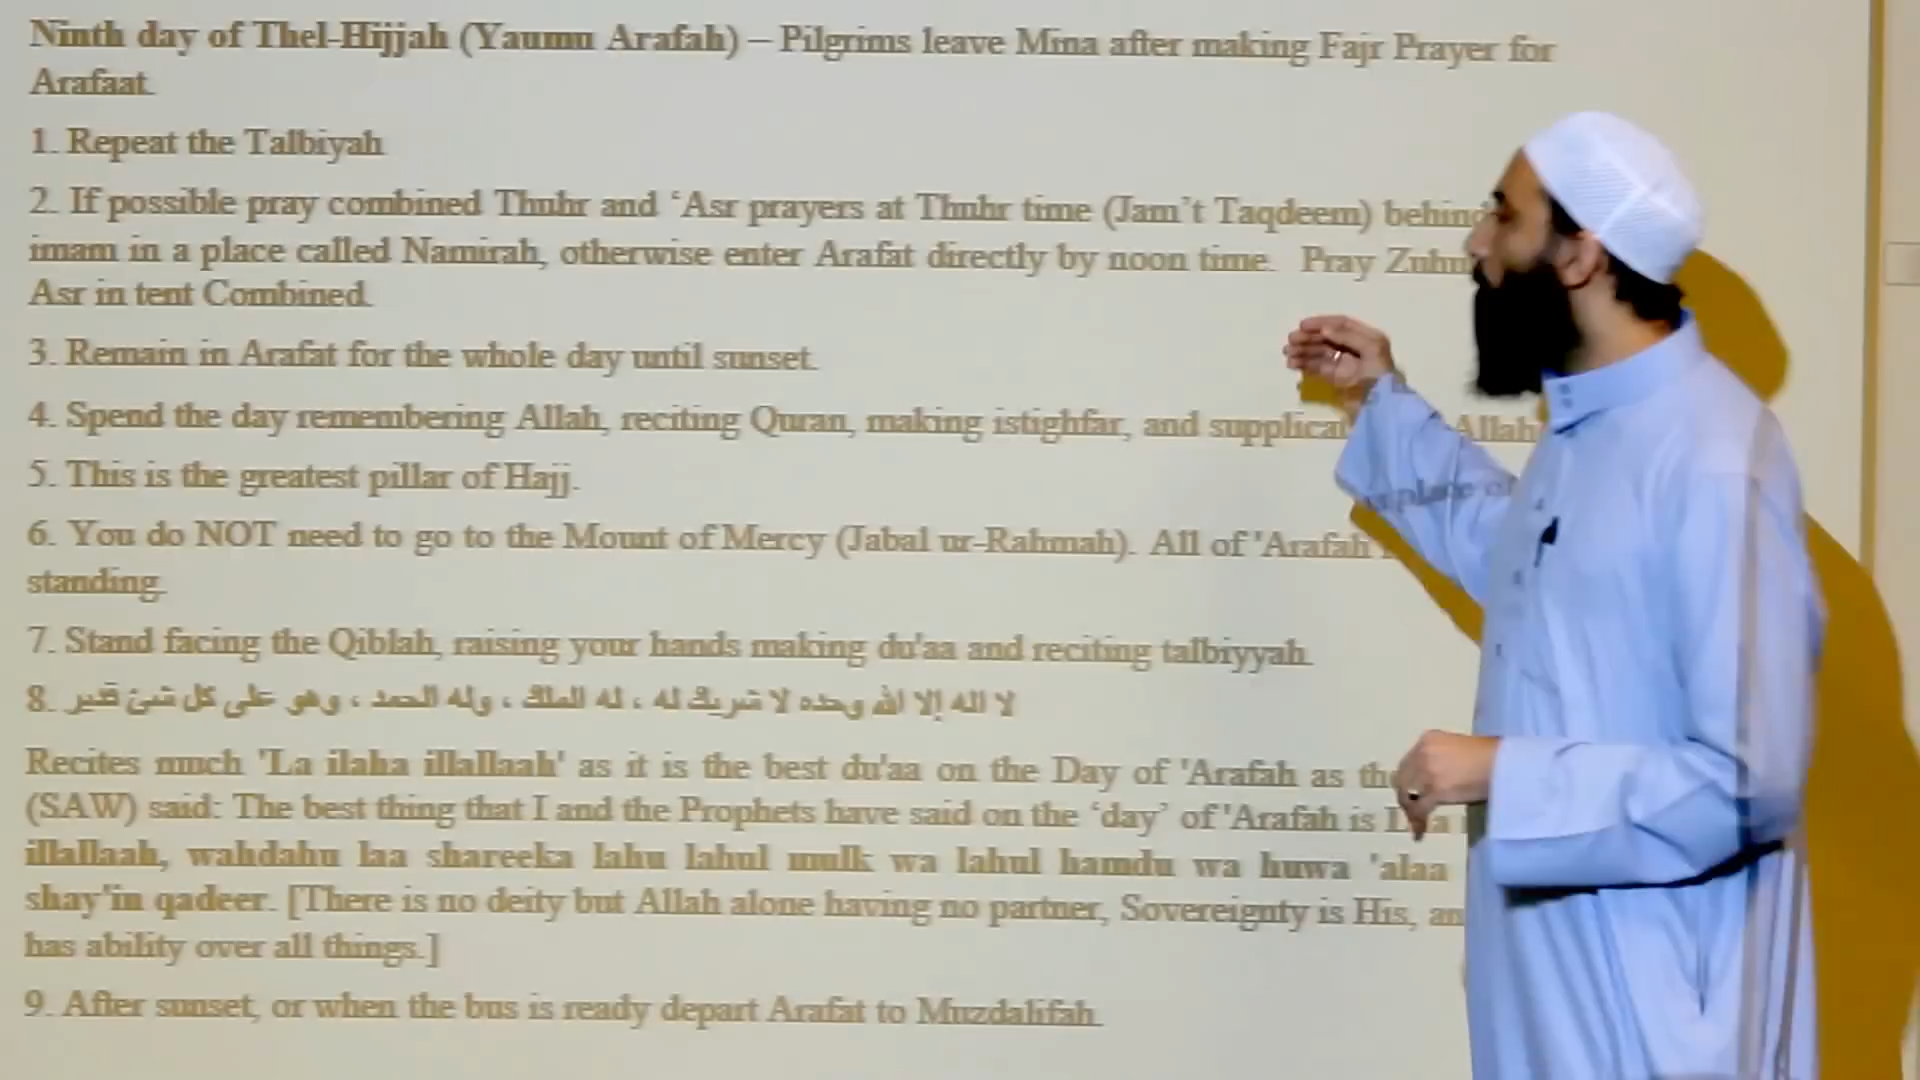 Ninth day of Thel-Hijjah (Yaumu Arafah) – Pilgrims leave Mina after making Fajr Prayer for
Arafaat.
1. Repeat the Talbiyah
2. If possible pray combined Thuhr and ‘Asr prayers at Thuhr time (Jam’t Taqdeem) behind
imam in a place called Namirah, otherwise enter Arafat directly by noon time. Pray
Asr in tent Combined.
3. Remain in Arafat for the whole day until sunset.
4. Spend the day remembering Allah, reciting Quran, making istighfar, and Allah
5. This is the greatest pillar of Hajj.
6. You do NOT need to go to the Mount of Mercy (Jabal ur-Rahmah). All of 'Arafah place of
standing.
7. Stand facing the Qiblah, raising your hands making du'aa and reciting talbiyyah.
8. لا اله إلا الله وحده لا شريك له ، له الملك ، وله الحمد ، وهو على كل شئ قدير
Recites much 'La ilaha illallaah' as it is the best du'aa on the Day of 'Arafah as the
(SAW) said: The best thing that I and the Prophets have said on the ‘day’ of 'Arafah is
illallaah, wahdahu laa shareeka lahu lahul mulk wa lahul hamdu wa huwa 'alaa
shay'in qadeer. [There is no deity but Allah alone having no partner, Sovereignty is His,
has ability over all things.]
9. After sunset, or when the bus is ready depart Arafat to Muzdalifah.